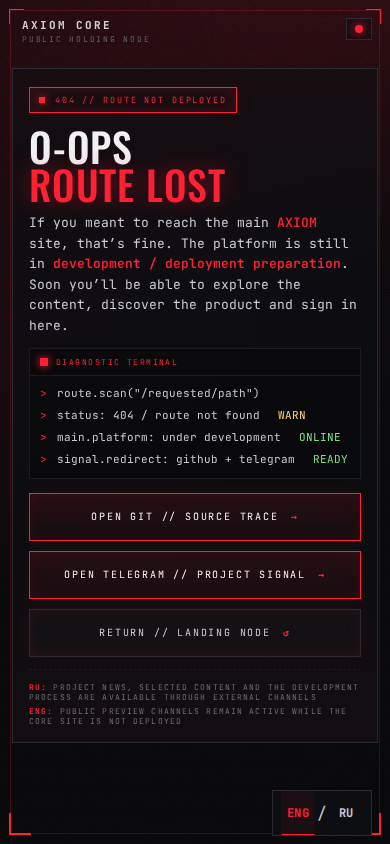 AXIOM CORE
PUBLIC HOLDING NODE
404 // ROUTE NOT DEPLOYED
O-OPS
ROUTE LOST
If you meant to reach the main AXIOM
site, that’s fine. The platform is still
in development / deployment preparation.
Soon you’ll be able to explore the
content, discover the product and sign in
here.
DIAGNOSTIC TERMINAL
> route.scan("/requested/path")
> status: 404 / route not found WARN
> main.platform: under development ONLINE
> signal.redirect: github + telegram READY
OPEN GIT // SOURCE TRACE →
OPEN TELEGRAM // PROJECT SIGNAL →
RETURN // LANDING NODE ↺
RU: PROJECT NEWS, SELECTED CONTENT AND THE DEVELOPMENT
PROCESS ARE AVAILABLE THROUGH EXTERNAL CHANNELS
ENG: PUBLIC PREVIEW CHANNELS REMAIN ACTIVE WHILE THE
CORE SITE IS NOT DEPLOYED
ENG / RU